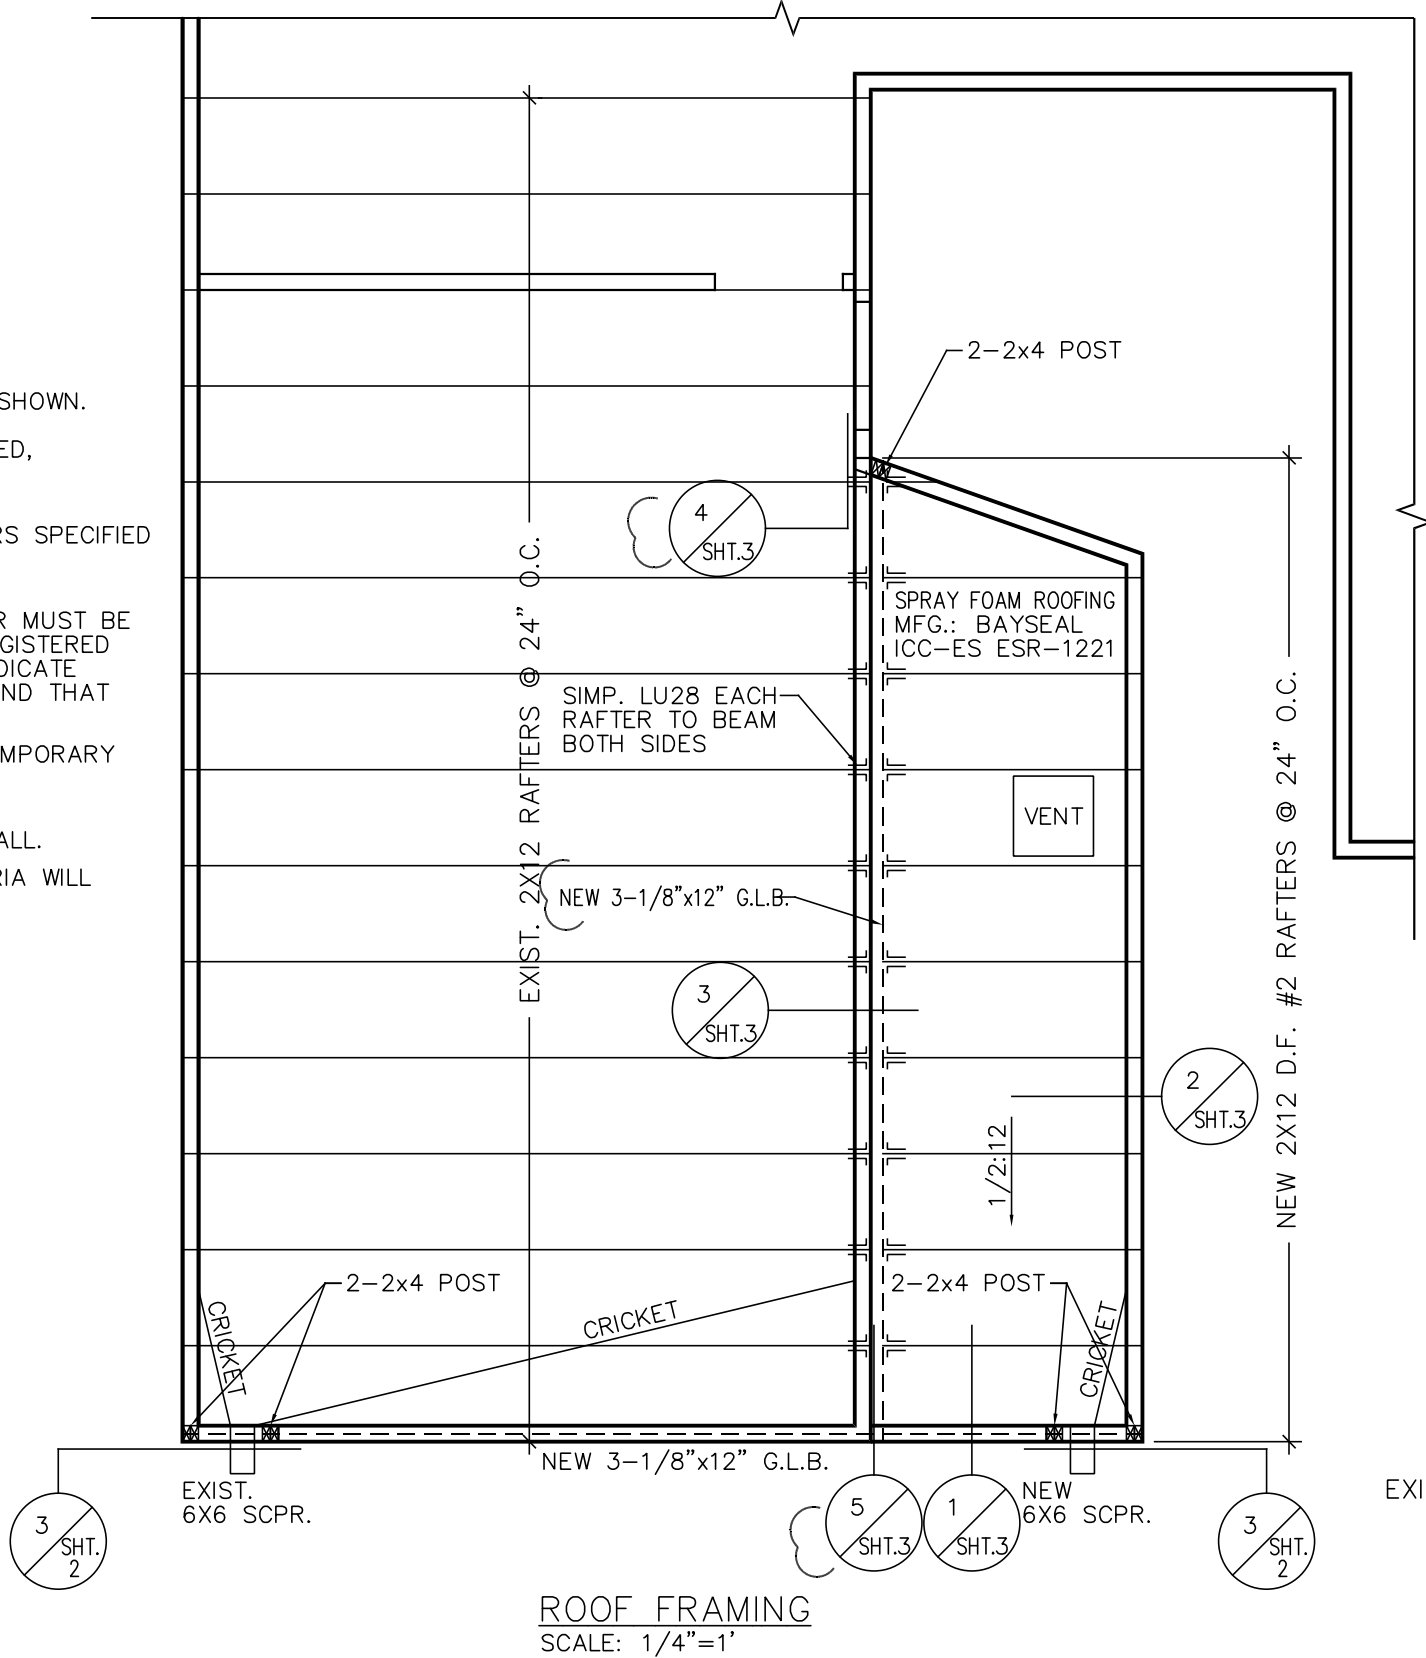 SHOWN.
ED,
RS SPECIFIED
R MUST BE
GISTERED
DICATE
ND THAT
MPORARY
ALL.
RIA WILL
2-2x4 POST
4
SHT.3
EXIST. 2X12 RAFTERS @ 24" O.C.
SPRAY FOAM ROOFING
MFG.: BAYSEAL
ICC-ES ESR-1221
SIMP. LU28 EACH
RAFTER TO BEAM
BOTH SIDES
VENT
NEW 2X12 D.F. #2 RAFTERS @ 24" O.C.
NEW 3-1/8"x12" G.L.B.
3
SHT.3
2
SHT.3
1/2:12
2-2x4 POST
2-2x4 POST
CRICKET
CRICKET
CRICKET
NEW 3-1/8"x12" G.L.B.
EXIST.
6X6 SCPR.
NEW
6X6 SCPR.
EXI
3
SHT.
2
5
SHT.3
1
SHT.3
3
SHT.
2
ROOF FRAMING
SCALE: 1/4"=1'